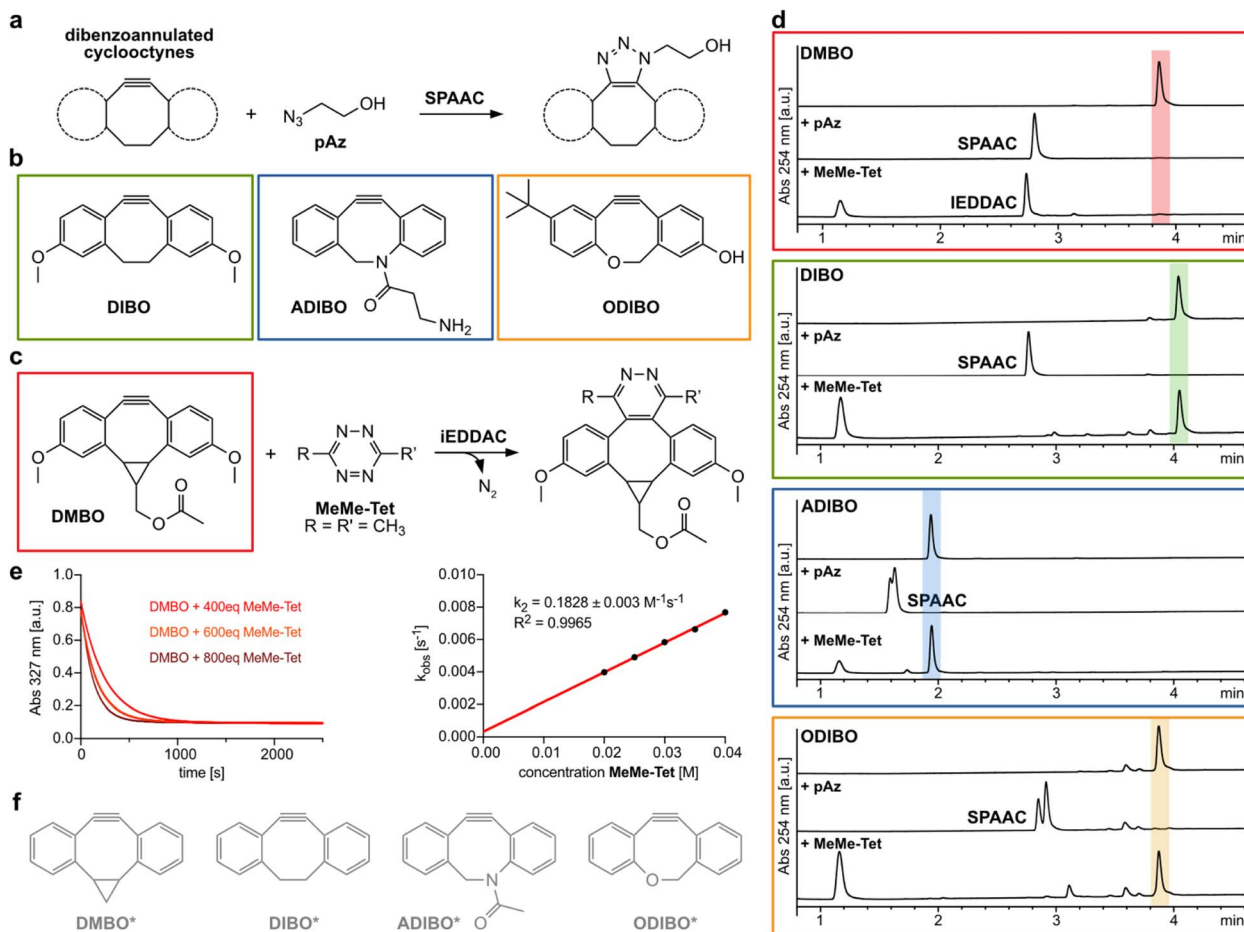 a
dibenzoannulated
cyclooctynes
+
N3
OH
pAz
SPAAC
N
N
N
OH
b
DIBO
O
O
ADIBO
N
O
NH2
ODIBO
O
OH
c
DMBO
O
O
O
O
+
N N
N N
R
R'
MeMe-Tet
R = R' = CH3
iEDDAC
N2
N N
R
R'
O
O
O
O
d
DMBO
+ pAz
SPAAC
+ MeMe-Tet
IEDDAC
Abs 254 nm [a.u.]
1 2 3 4 min
DIBO
+ pAz
SPAAC
+ MeMe-Tet
Abs 254 nm [a.u.]
1 2 3 4 min
ADIBO
+ pAz
SPAAC
+ MeMe-Tet
Abs 254 nm [a.u.]
1 2 3 4 min
ODIBO
+ pAz
SPAAC
+ MeMe-Tet
Abs 254 nm [a.u.]
1 2 3 4 min
e
Abs 327 nm [a.u.]
1.0
0.8
0.6
0.4
0.2
0.0
DMBO + 400eq MeMe-Tet
DMBO + 600eq MeMe-Tet
DMBO + 800eq MeMe-Tet
0 1000 2000
time [s]
kobs [s-1]
0.010
0.008
0.006
0.004
0.002
0.000
k2 = 0.1828 ± 0.003 M-1s-1
R2 = 0.9965
0.00 0.01 0.02 0.03 0.04
concentration MeMe-Tet [M]
f
DMBO*
DIBO*
N
O
ADIBO*
O
ODIBO*